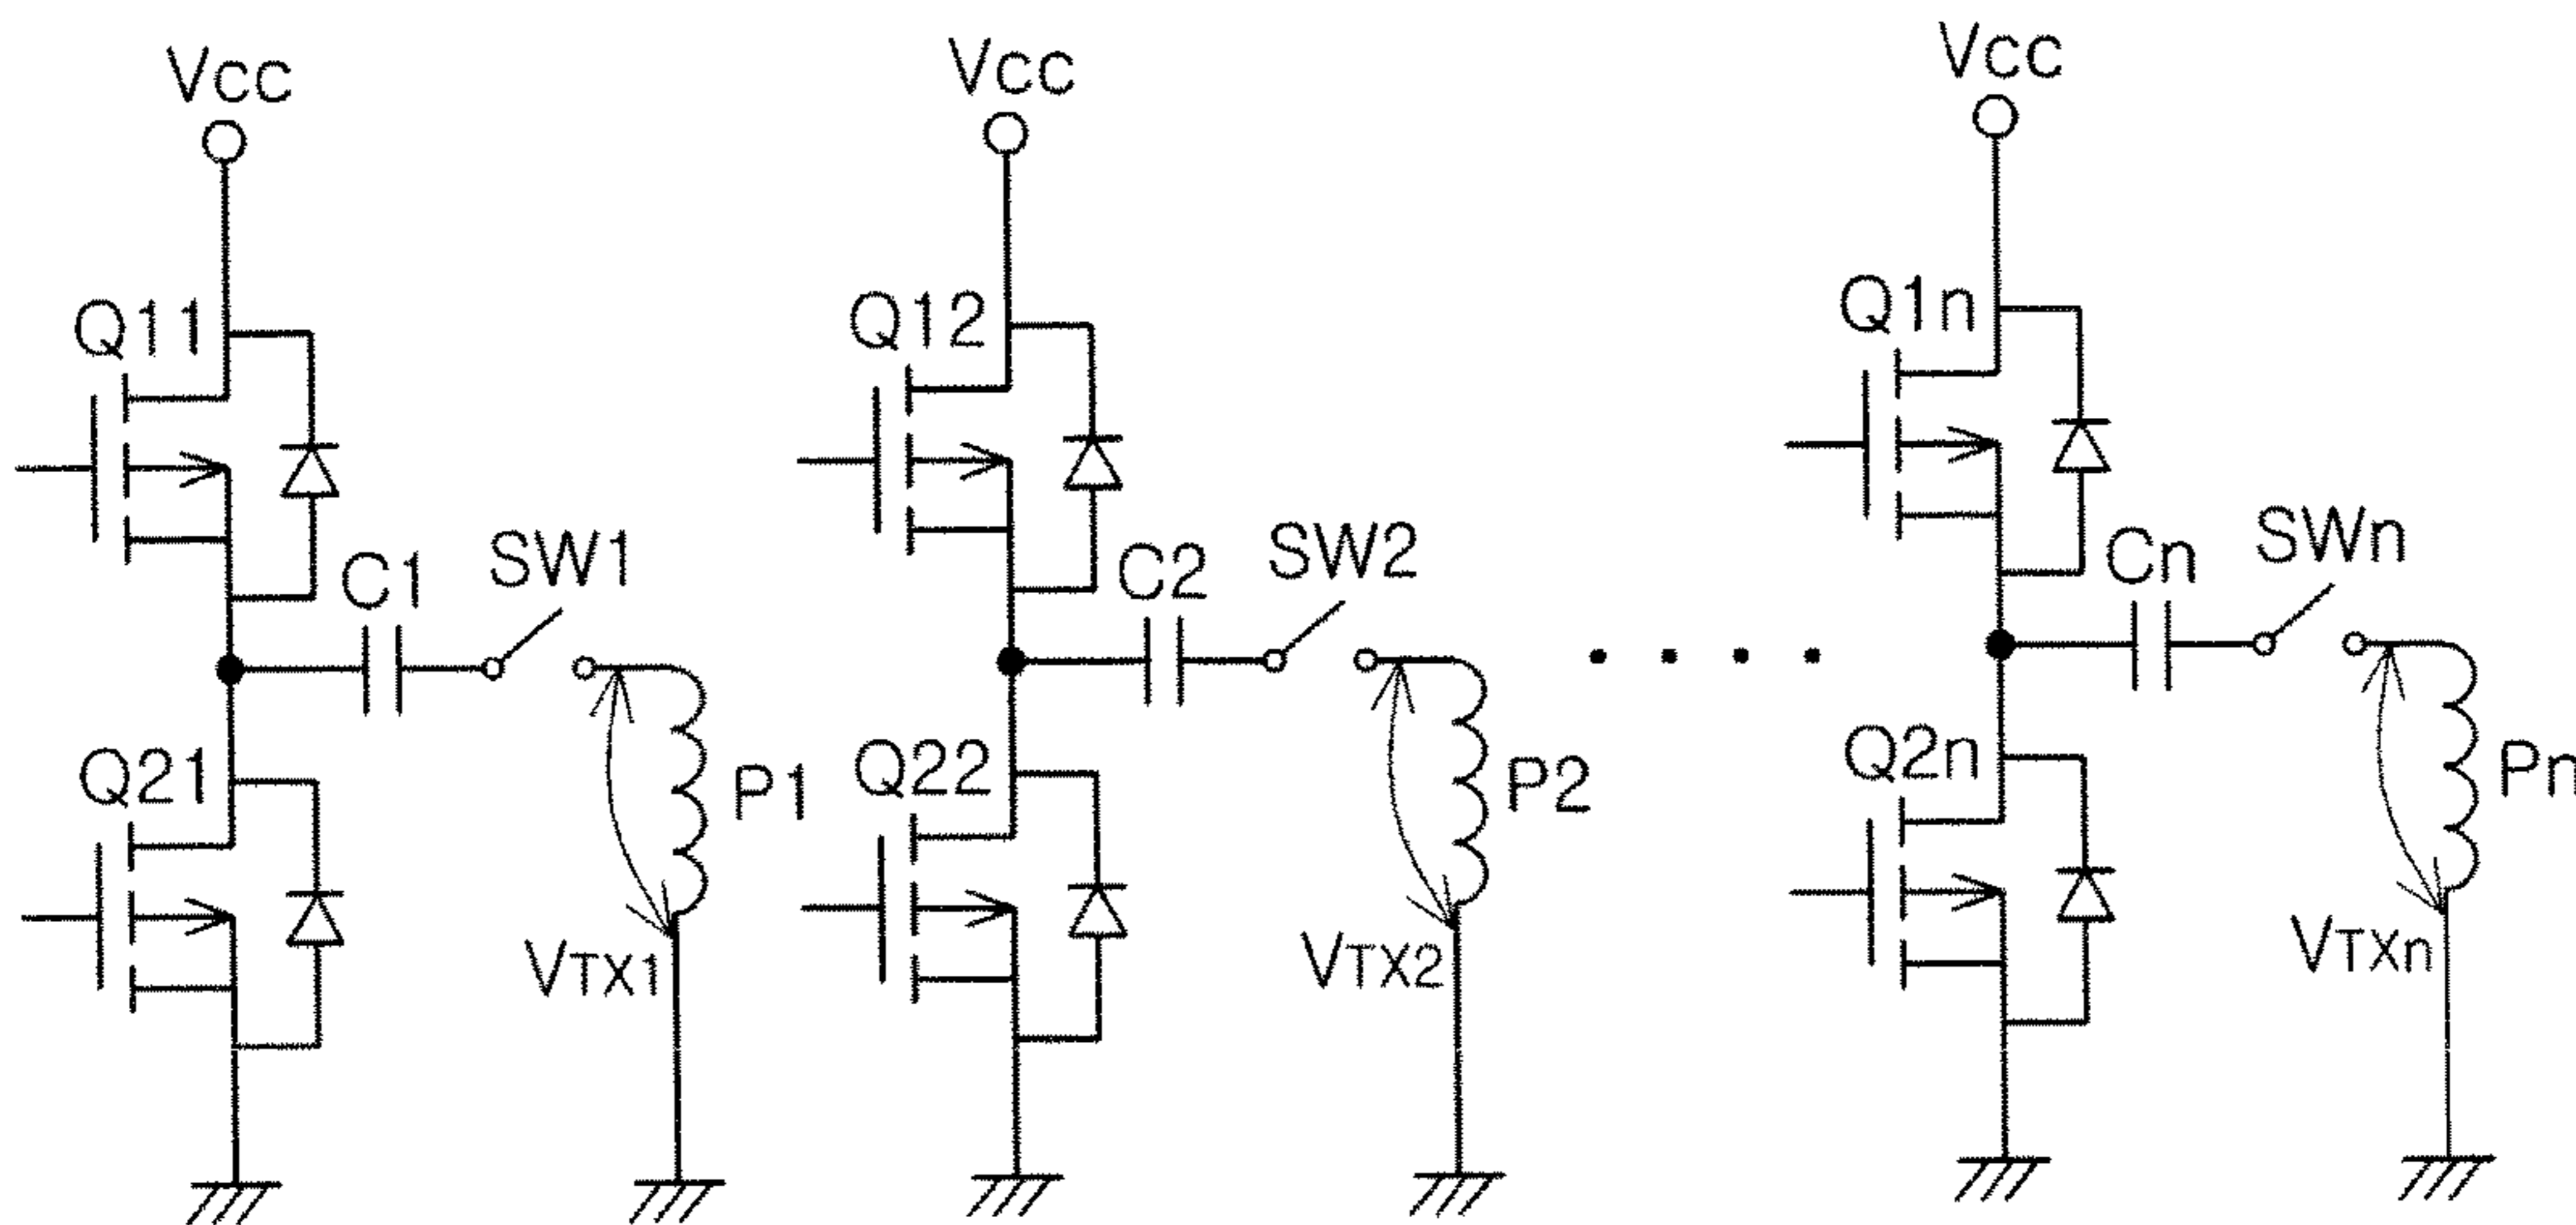 Vcc
Vcc
Vcc
Q11
Q12
Q1n
C1
SW1
C2
SW2
Cn
SWn
Q21
P1
Q22
P2
Q2n
Pn
VTX1
VTX2
VTXn